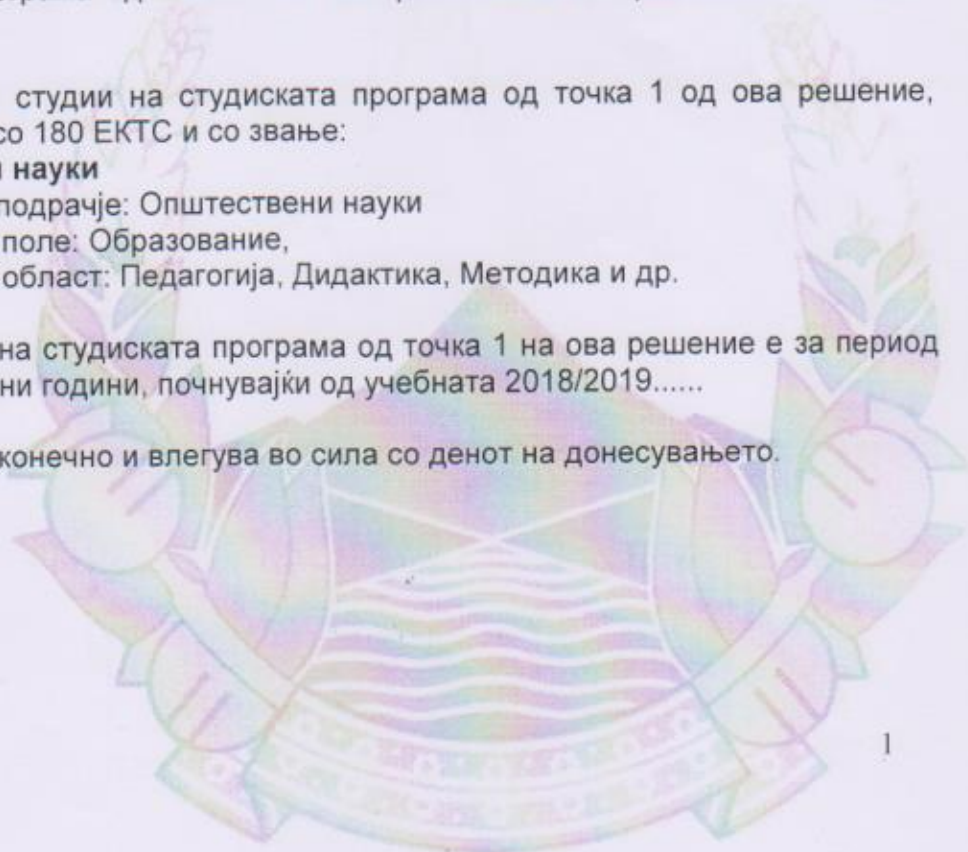 студии на студиската програма од точка 1 од ова решение,
со 180 ЕКТС и со звање:
науки
подрачје: Општествени науки
поле: Образование,
област: Педагогија, Дидактика, Методика и др.
на студиската програма од точка 1 на ова решение е за период
ни години, почнувајќи од учебната 2018/2019......
конечно и влегува во сила со денот на донесувањето.
1